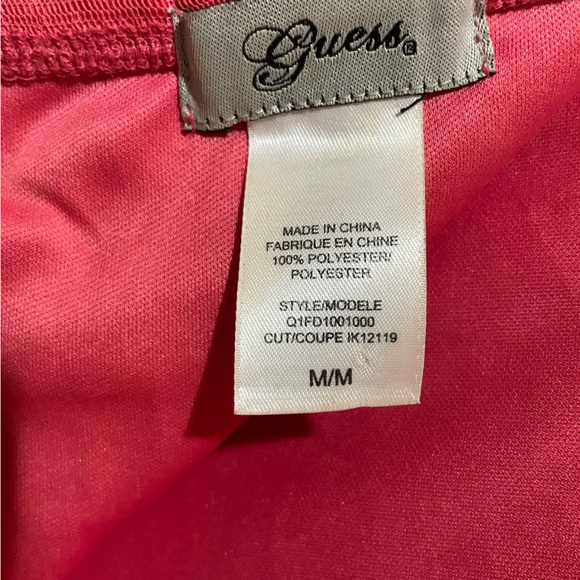 Guess®
MADE IN CHINA
FABRIQUE EN CHINE
100% POLYESTER/
POLYESTER
STYLE/MODELE
Q1FD1001000
CUT/COUPE IK12119
M/M